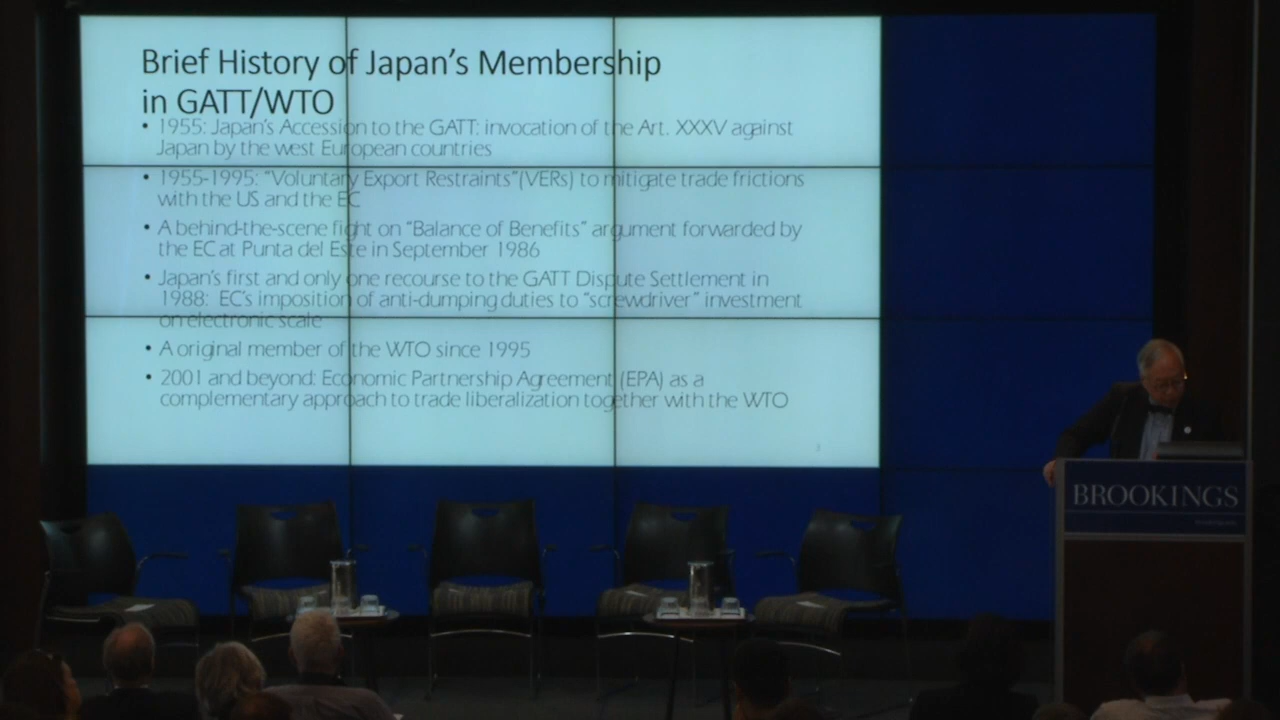 Brief History of Japan's Membership
in GATT/WTO
• 1955: Japan's Accession to the GATT: invocation of the Art. XXXV against
Japan by the west European countries
• 1955-1995: "Voluntary Export Restraints"(VERs) to mitigate trade frictions
with the US and the EC
• A behind-the-scene fight on "Balance of Benefits" argument forwarded by
the EC at Punta del Este in September 1986
• Japan's first and only one recourse to the GATT Dispute Settlement in
1988: EC's imposition of anti-dumping duties to "screwdriver" investment
on electronic scale
• A original member of the WTO since 1995
• 2001 and beyond: Economic Partnership Agreement (EPA) as a
complementary approach to trade liberalization together with the WTO
BROOKINGS